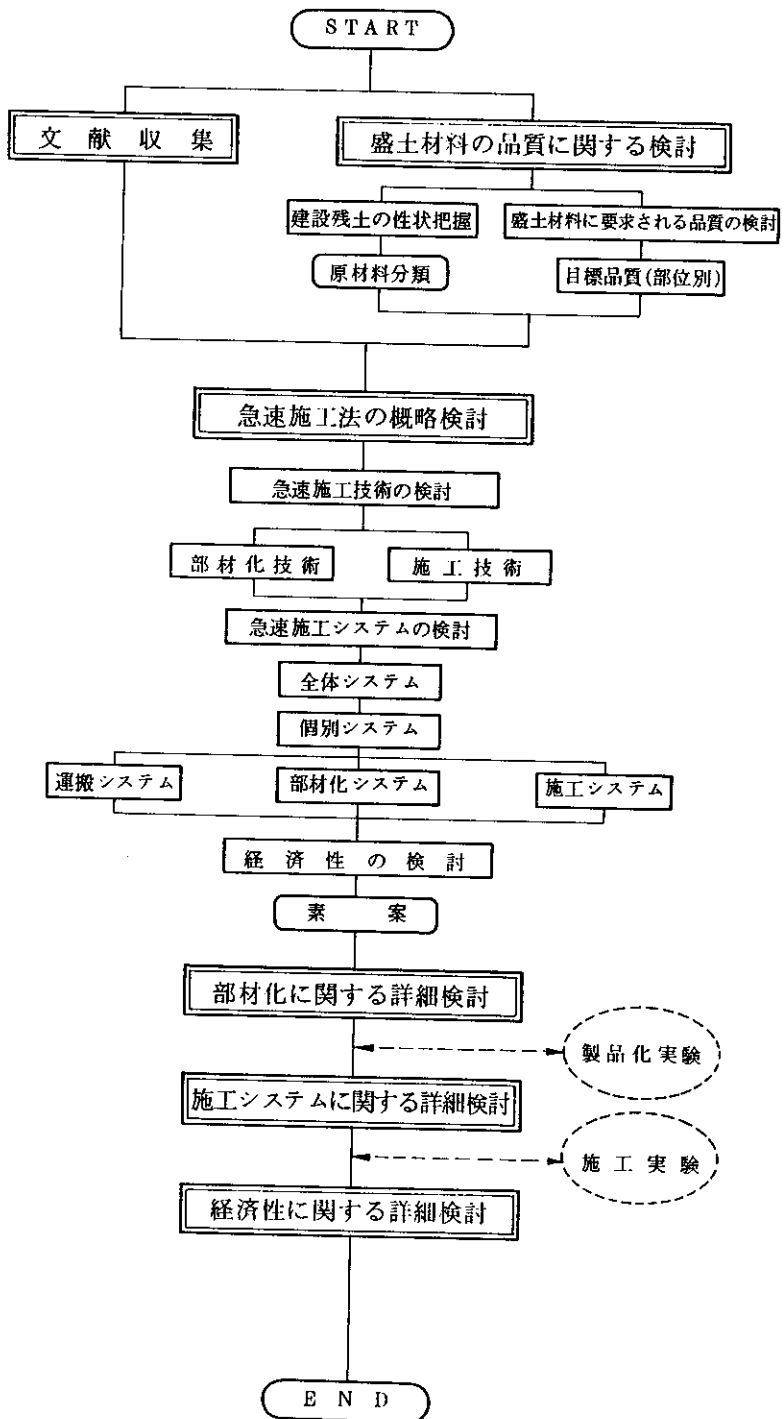 START
文献収集
盛土材料の品質に関する検討
建設残土の性状把握
盛土材料に要求される品質の検討
原材料分類
目標品質(部位別)
急速施工法の概略検討
急速施工技術の検討
部材化技術
施工技術
急速施工システムの検討
全体システム
個別システム
運搬システム
部材化システム
施工システム
経済性の検討
素案
部材化に関する詳細検討
製品化実験
施工システムに関する詳細検討
施工実験
経済性に関する詳細検討
END